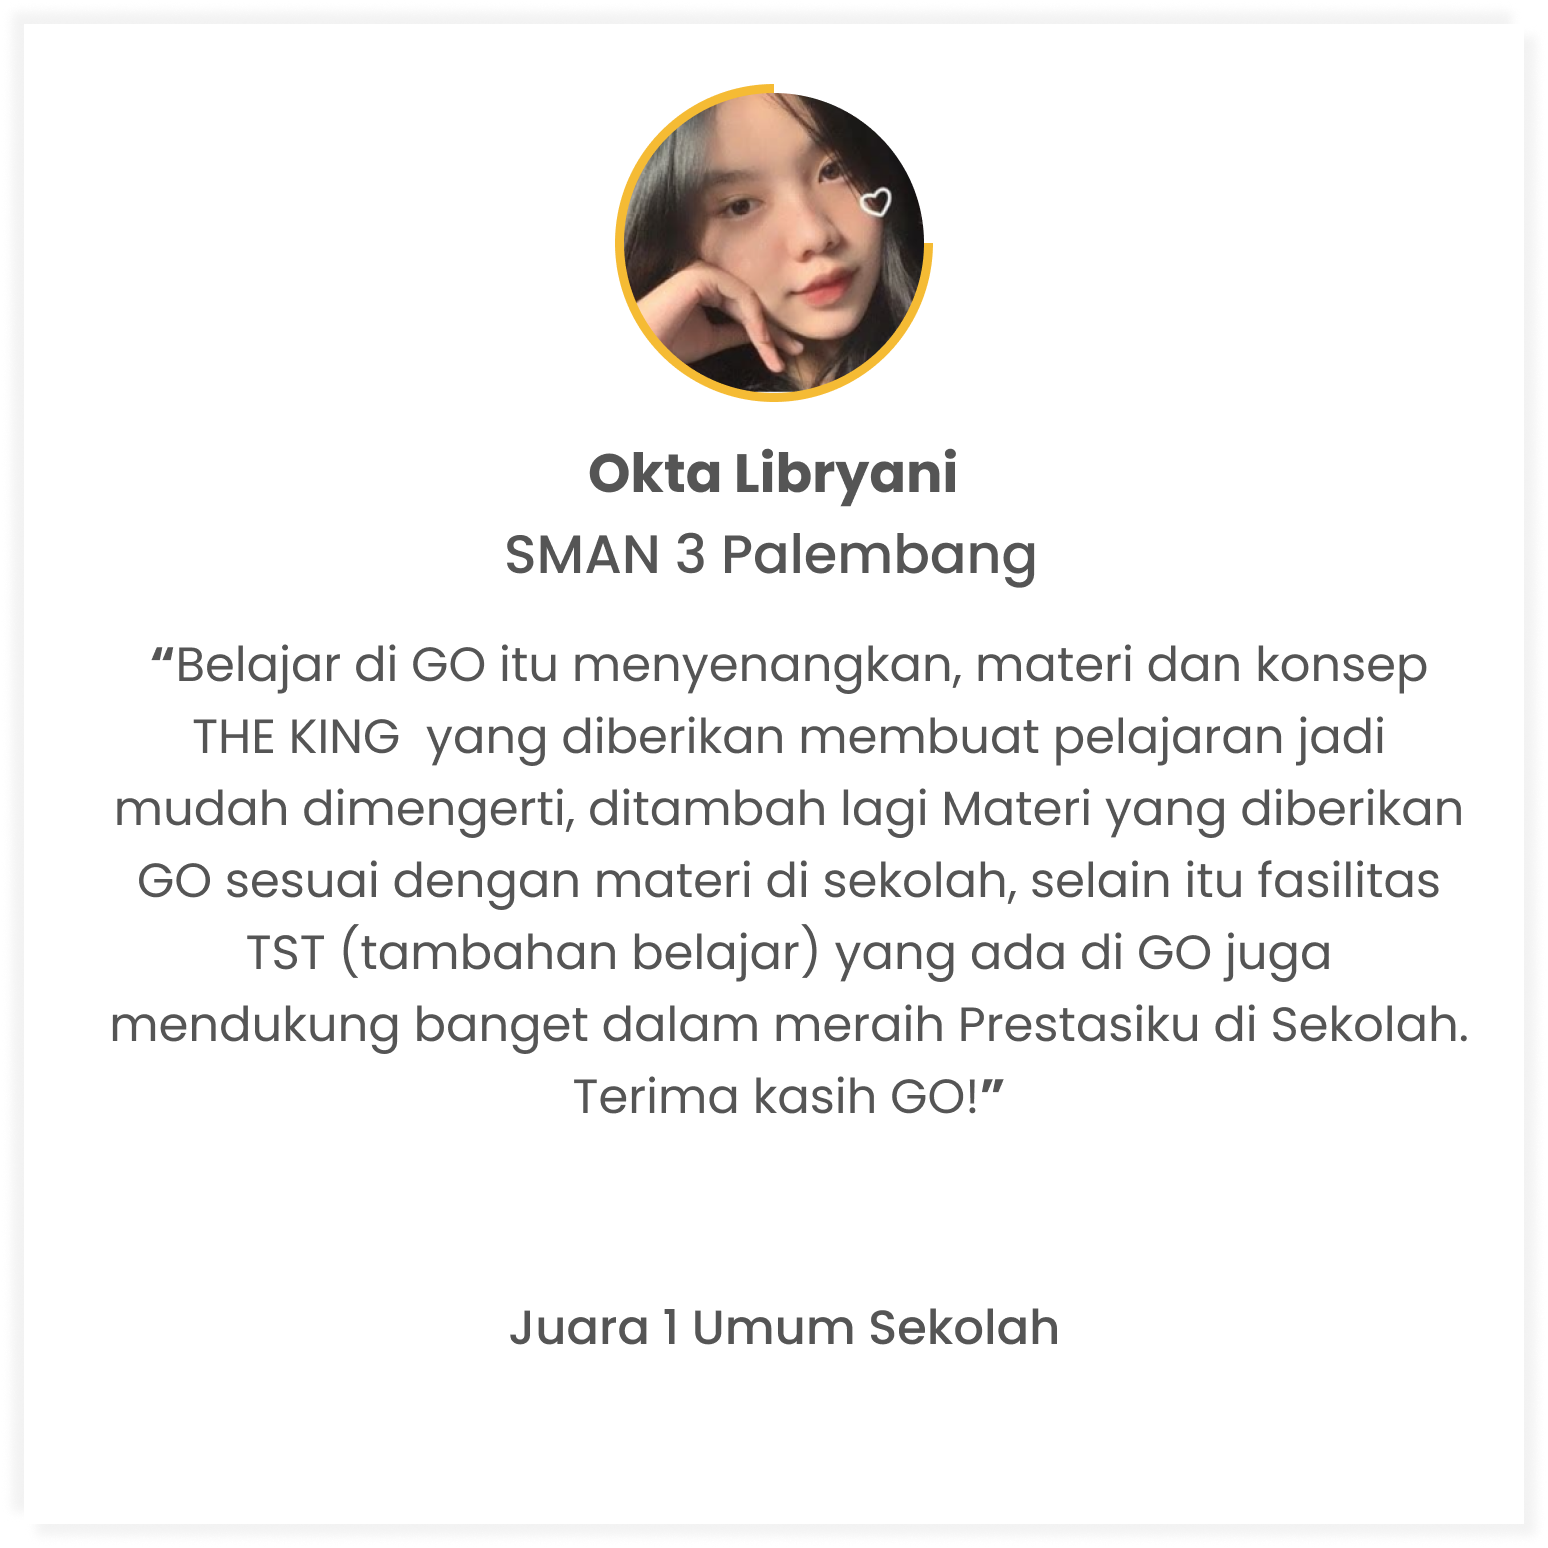 Okta Libryani
SMAN 3 Palembang
“Belajar di GO itu menyenangkan, materi dan konsep
THE KING  yang diberikan membuat pelajaran jadi
mudah dimengerti, ditambah lagi Materi yang diberikan
GO sesuai dengan materi di sekolah, selain itu fasilitas
TST (tambahan belajar) yang ada di GO juga
mendukung banget dalam meraih Prestasiku di Sekolah.
Terima kasih GO!”
Juara 1 Umum Sekolah